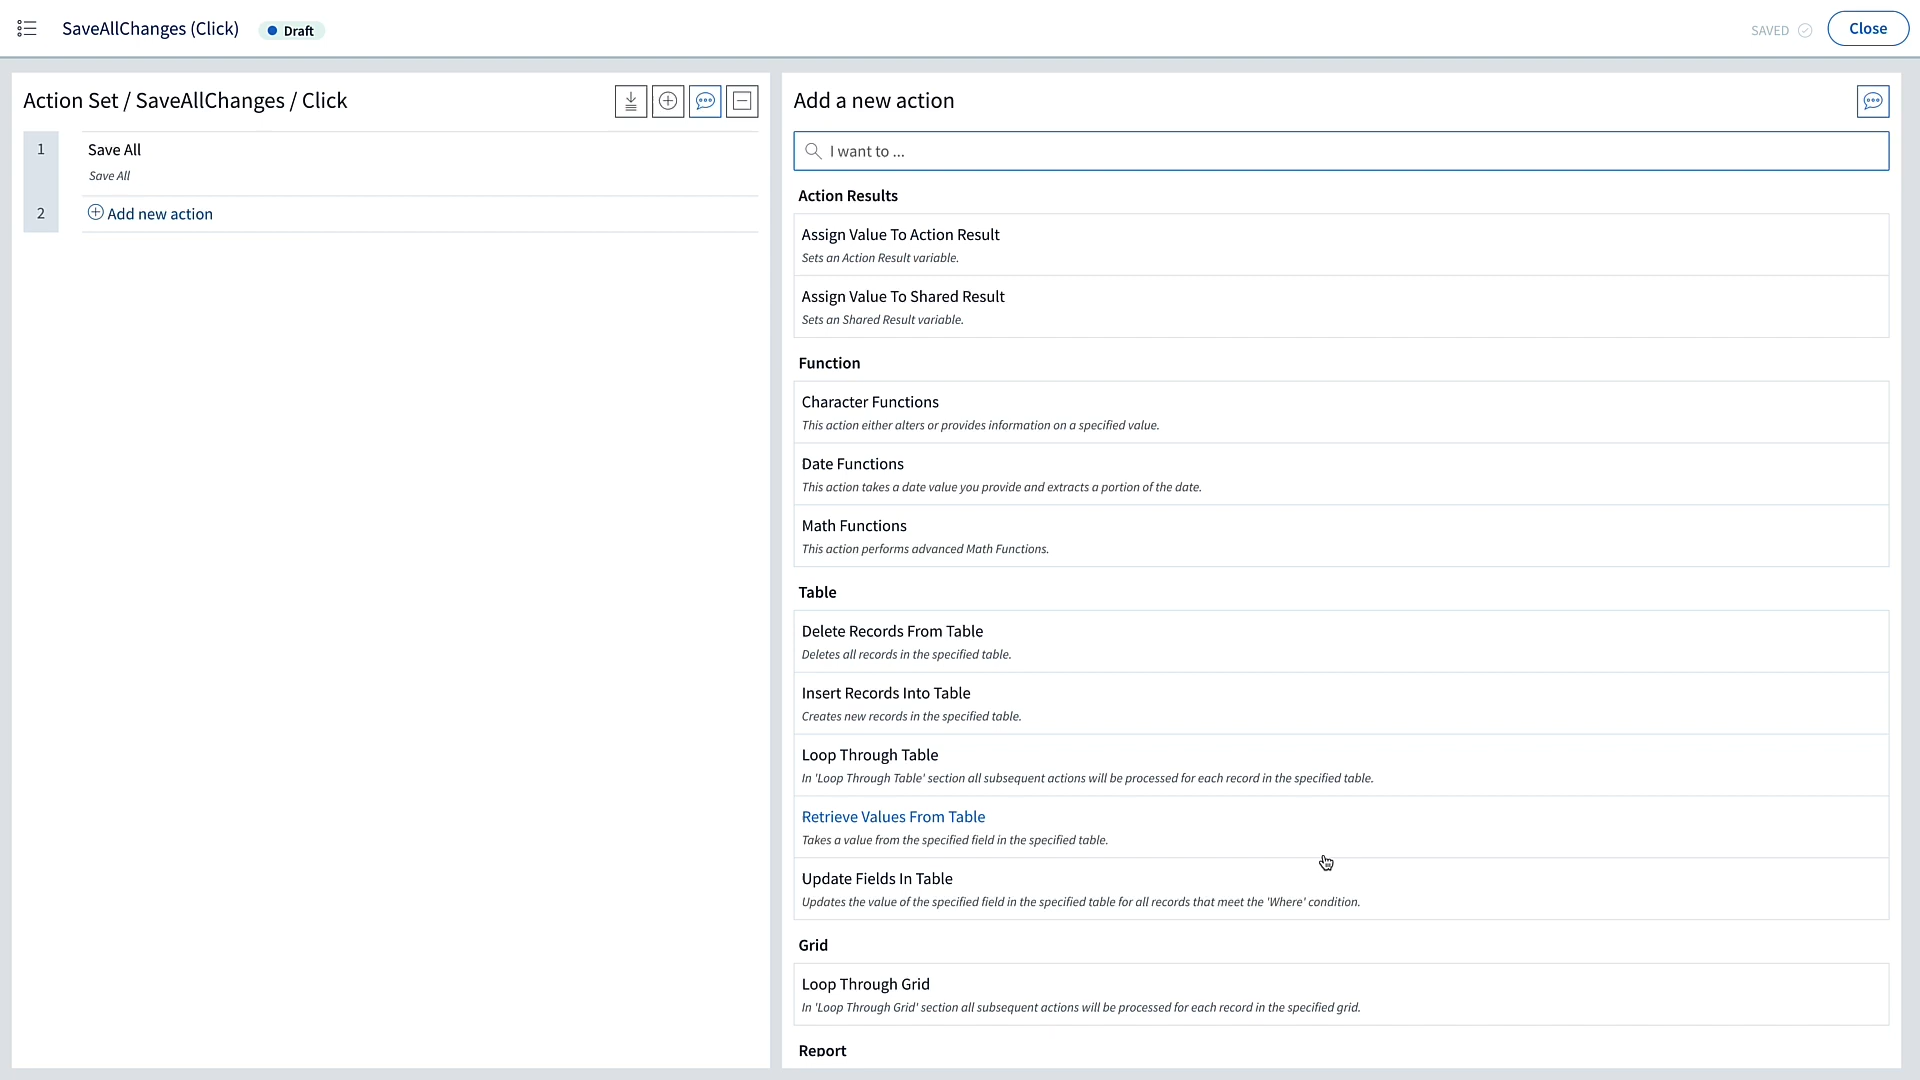 SaveAllChanges (Click)
Draft
SAVED
Close
Action Set / SaveAllChanges / Click
1
Save All
Save All
2
Add new action
Add a new action
I want to ...
Action Results
Assign Value To Action Result
Sets an Action Result variable.
Assign Value To Shared Result
Sets an Shared Result variable.
Function
Character Functions
This action either alters or provides information on a specified value.
Date Functions
This action takes a date value you provide and extracts a portion of the date.
Math Functions
This action performs advanced Math Functions.
Table
Delete Records From Table
Deletes all records in the specified table.
Insert Records Into Table
Creates new records in the specified table.
Loop Through Table
In 'Loop Through Table' section all subsequent actions will be processed for each record in the specified table.
Retrieve Values From Table
Takes a value from the specified field in the specified table.
Update Fields In Table
Updates the value of the specified field in the specified table for all records that meet the 'Where' condition.
Grid
Loop Through Grid
In 'Loop Through Grid' section all subsequent actions will be processed for each record in the specified grid.
Report